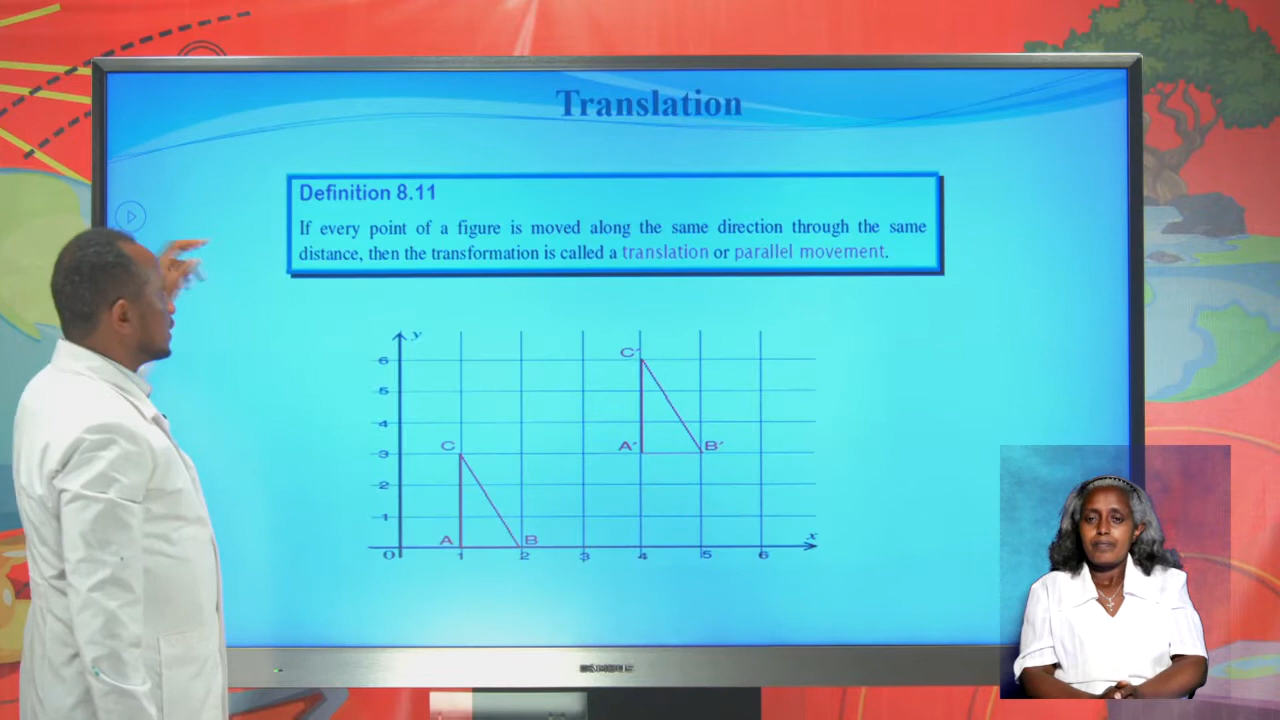 Translation
Definition 8.11
If every point of a figure is moved along the same direction through the same
distance, then the transformation is called a translation or parallel movement.
y
6
5
4
3
2
1
C
A
B
C′
A′
B′
x
0 1 2 3 4 5 6